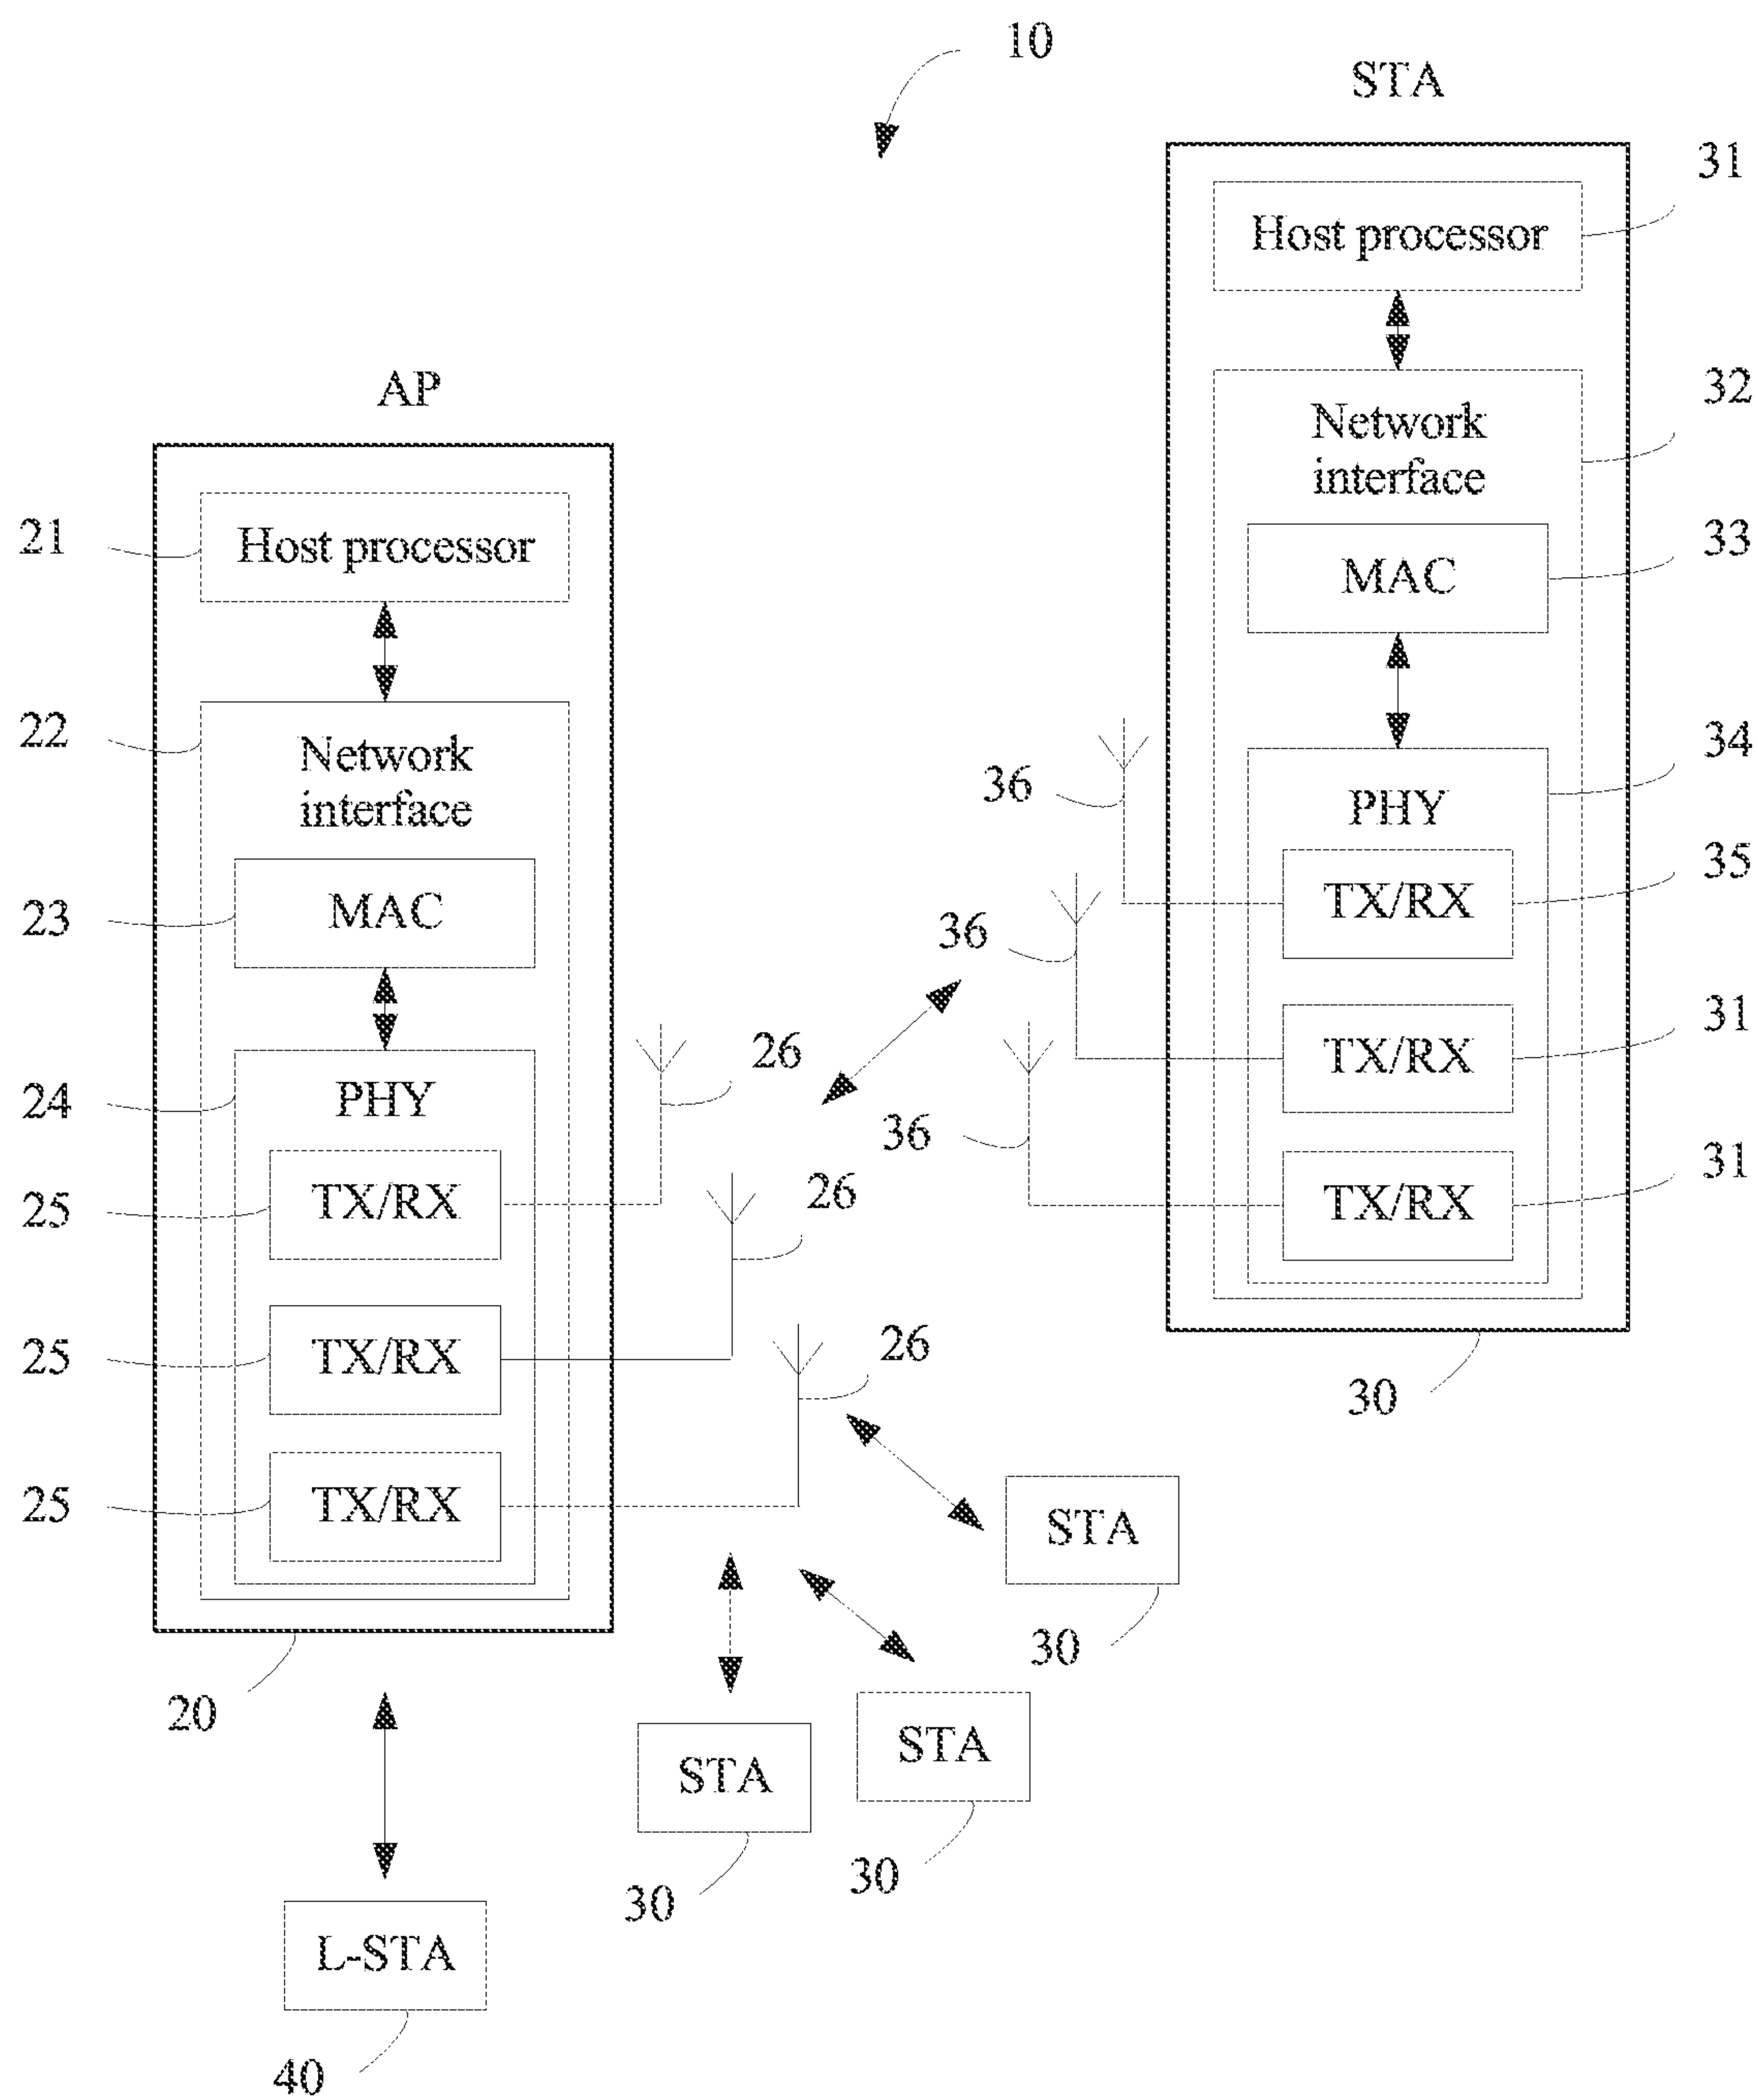 10
STA
31
Host processor
32
Network
interface
33
MAC
34
PHY
35
TX/RX
31
TX/RX
31
TX/RX
36
36
36
30
AP
21
Host processor
22
Network
interface
23
MAC
24
PHY
25
TX/RX
25
TX/RX
25
TX/RX
26
26
26
20
STA
30
STA
30
STA
30
L-STA
40